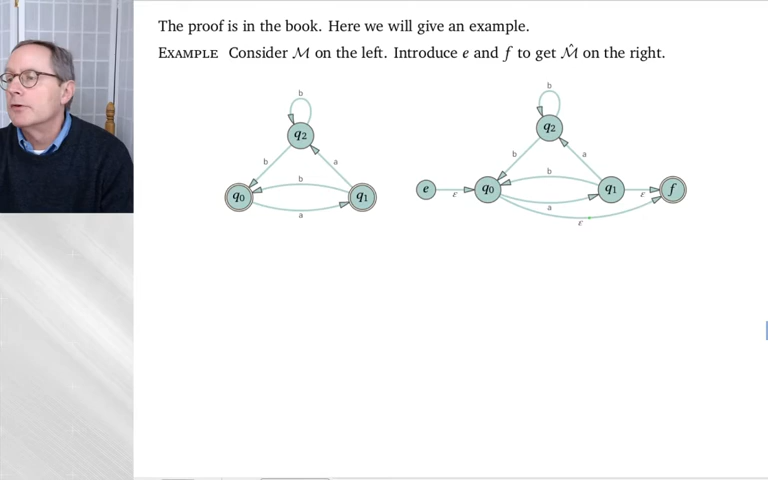 The proof is in the book. Here we will give an example.
EXAMPLE Consider ℳ on the left. Introduce e and f to get ℳ̂ on the right.
b
q₂
b a
b
q₀ q₁
a
b
q₂
b a
b
e ε q₀ q₁ ε f
a
ε